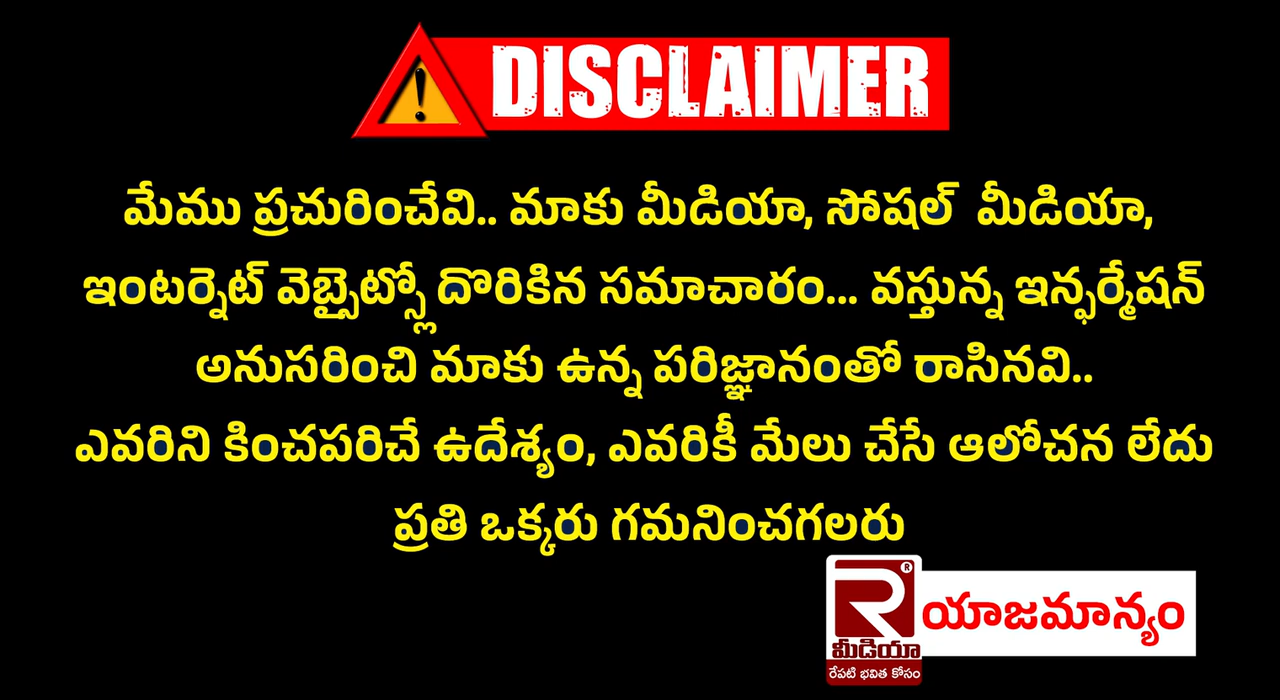 DISCLAIMER
మేము ప్రచురించేవి.. మాకు మీడియా, సోషల్ మీడియా,
ఇంటర్నెట్ వెబ్సైట్స్లో దొరికిన సమాచారం... వస్తున్న ఇన్ఫర్మేషన్
అనుసరించి మాకు ఉన్న పరిజ్ఞానంతో రాసినవి..
ఎవరిని కించపరిచే ఉదేశ్యం, ఎవరికీ మేలు చేసే ఆలోచన లేదు
ప్రతి ఒక్కరు గమనించగలరు
R ®
మీడియా
రేపటి భవిత కోసం
యాజమాన్యం